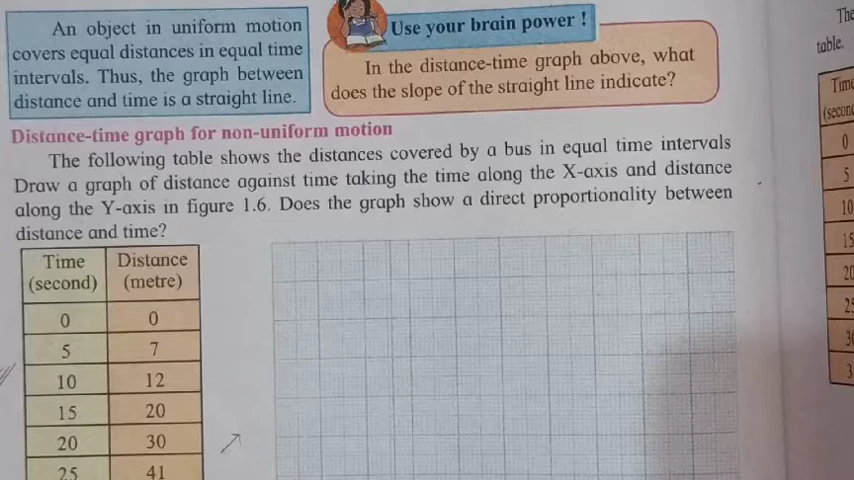 An object in uniform motion
covers equal distances in equal time
intervals. Thus, the graph between
distance and time is a straight line.
Use your brain power !
In the distance-time graph above, what
does the slope of the straight line indicate?
Distance-time graph for non-uniform motion
The following table shows the distances covered by a bus in equal time intervals
Draw a graph of distance against time taking the time along the X-axis and distance
along the Y-axis in figure 1.6. Does the graph show a direct proportionality between
distance and time?
Time Distance
(second) (metre)
0 0
5 7
10 12
15 20
20 30
25 41
The
table.
0
5
10
15